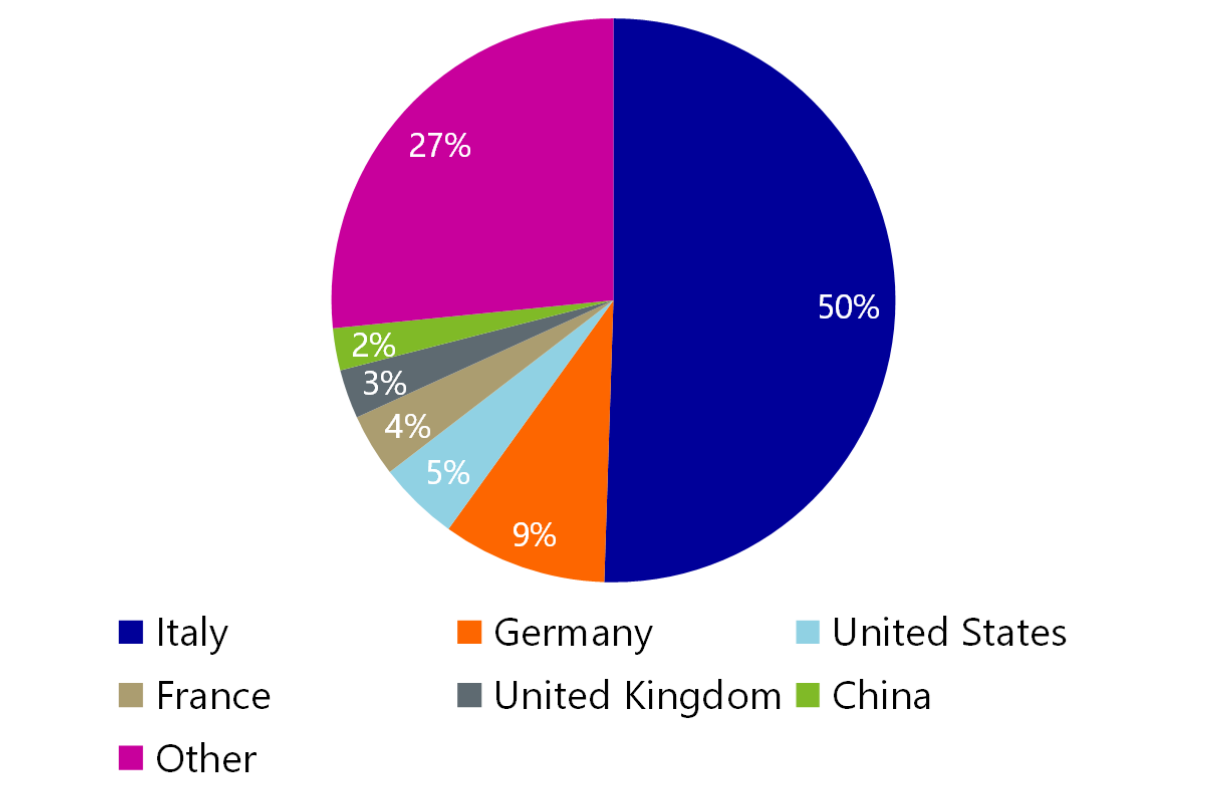 27%
50%
2%
3%
4%
5%
9%
Italy Germany United States
France United Kingdom China
Other